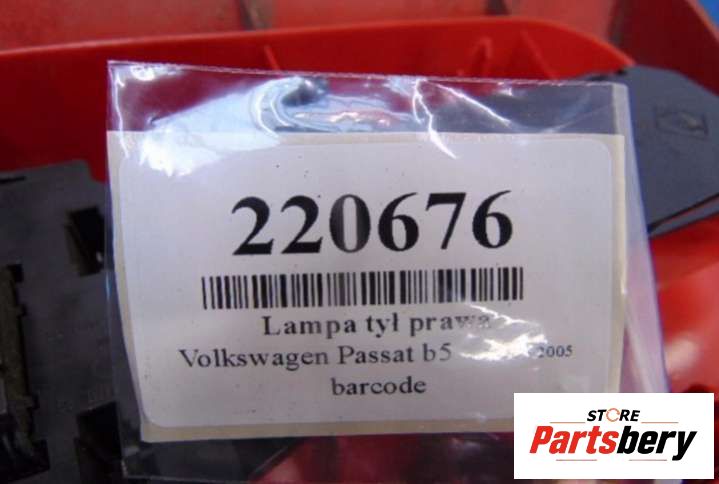 220676
Lampa tył prawa
Volkswagen Passat b5 2005
barcode
STORE
Partsbery